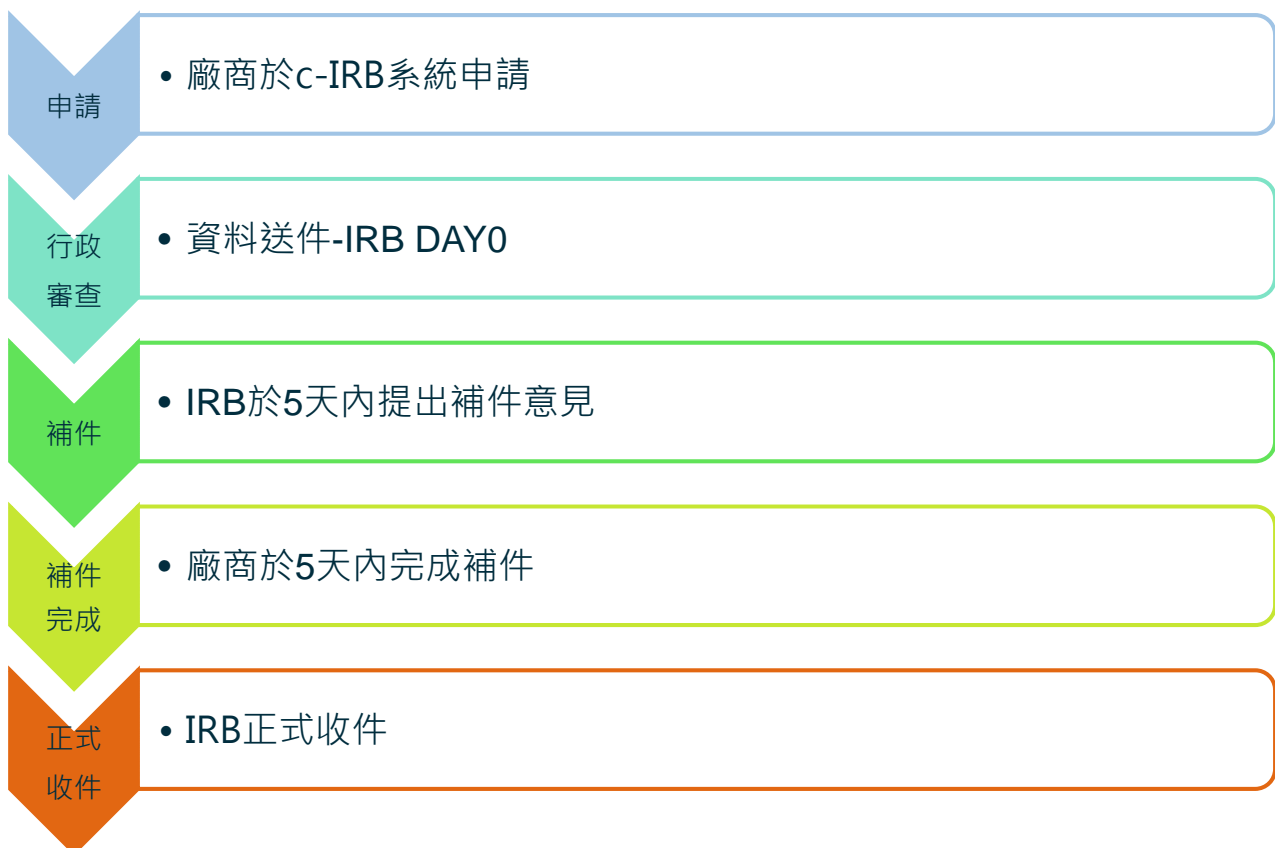 申請
• 廠商於c-IRB系統申請
行政
審查
• 資料送件-IRB DAY0
補件
• IRB於5天內提出補件意見
補件
完成
• 廠商於5天內完成補件
正式
收件
• IRB正式收件